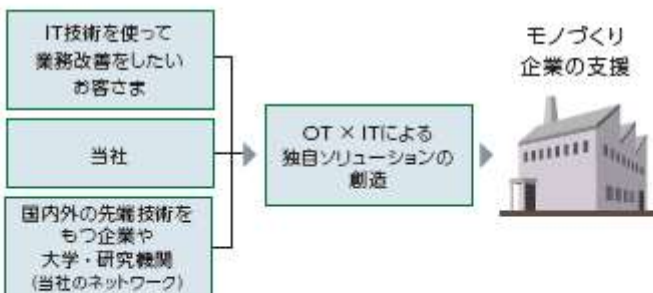 IT技術を使って
業務改善をしたい
お客さま
当社
国内外の先端技術を
もつ企業や
大学・研究機関
(当社のネットワーク)
OT × ITによる
独自ソリューションの
創造
モノづくり
企業の支援